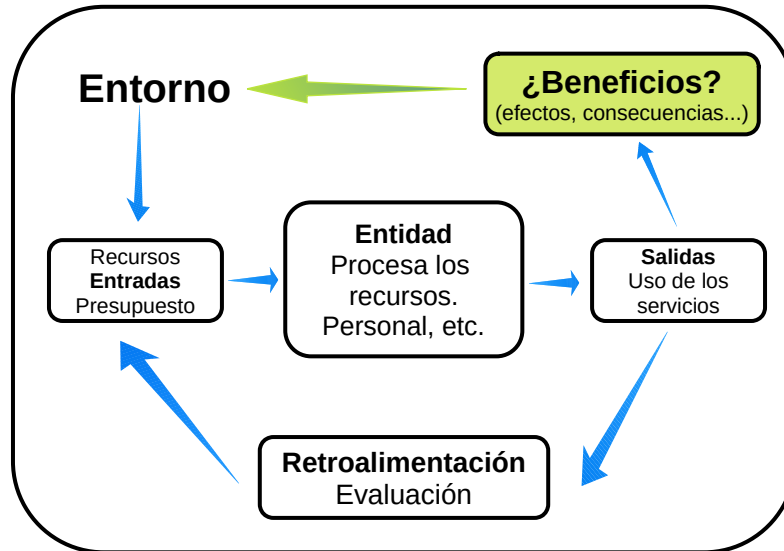 Entorno
¿Beneficios?
(efectos, consecuencias...)
Recursos
Entradas
Presupuesto
Entidad
Procesa los
recursos.
Personal, etc.
Salidas
Uso de los
servicios
Retroalimentación
Evaluación